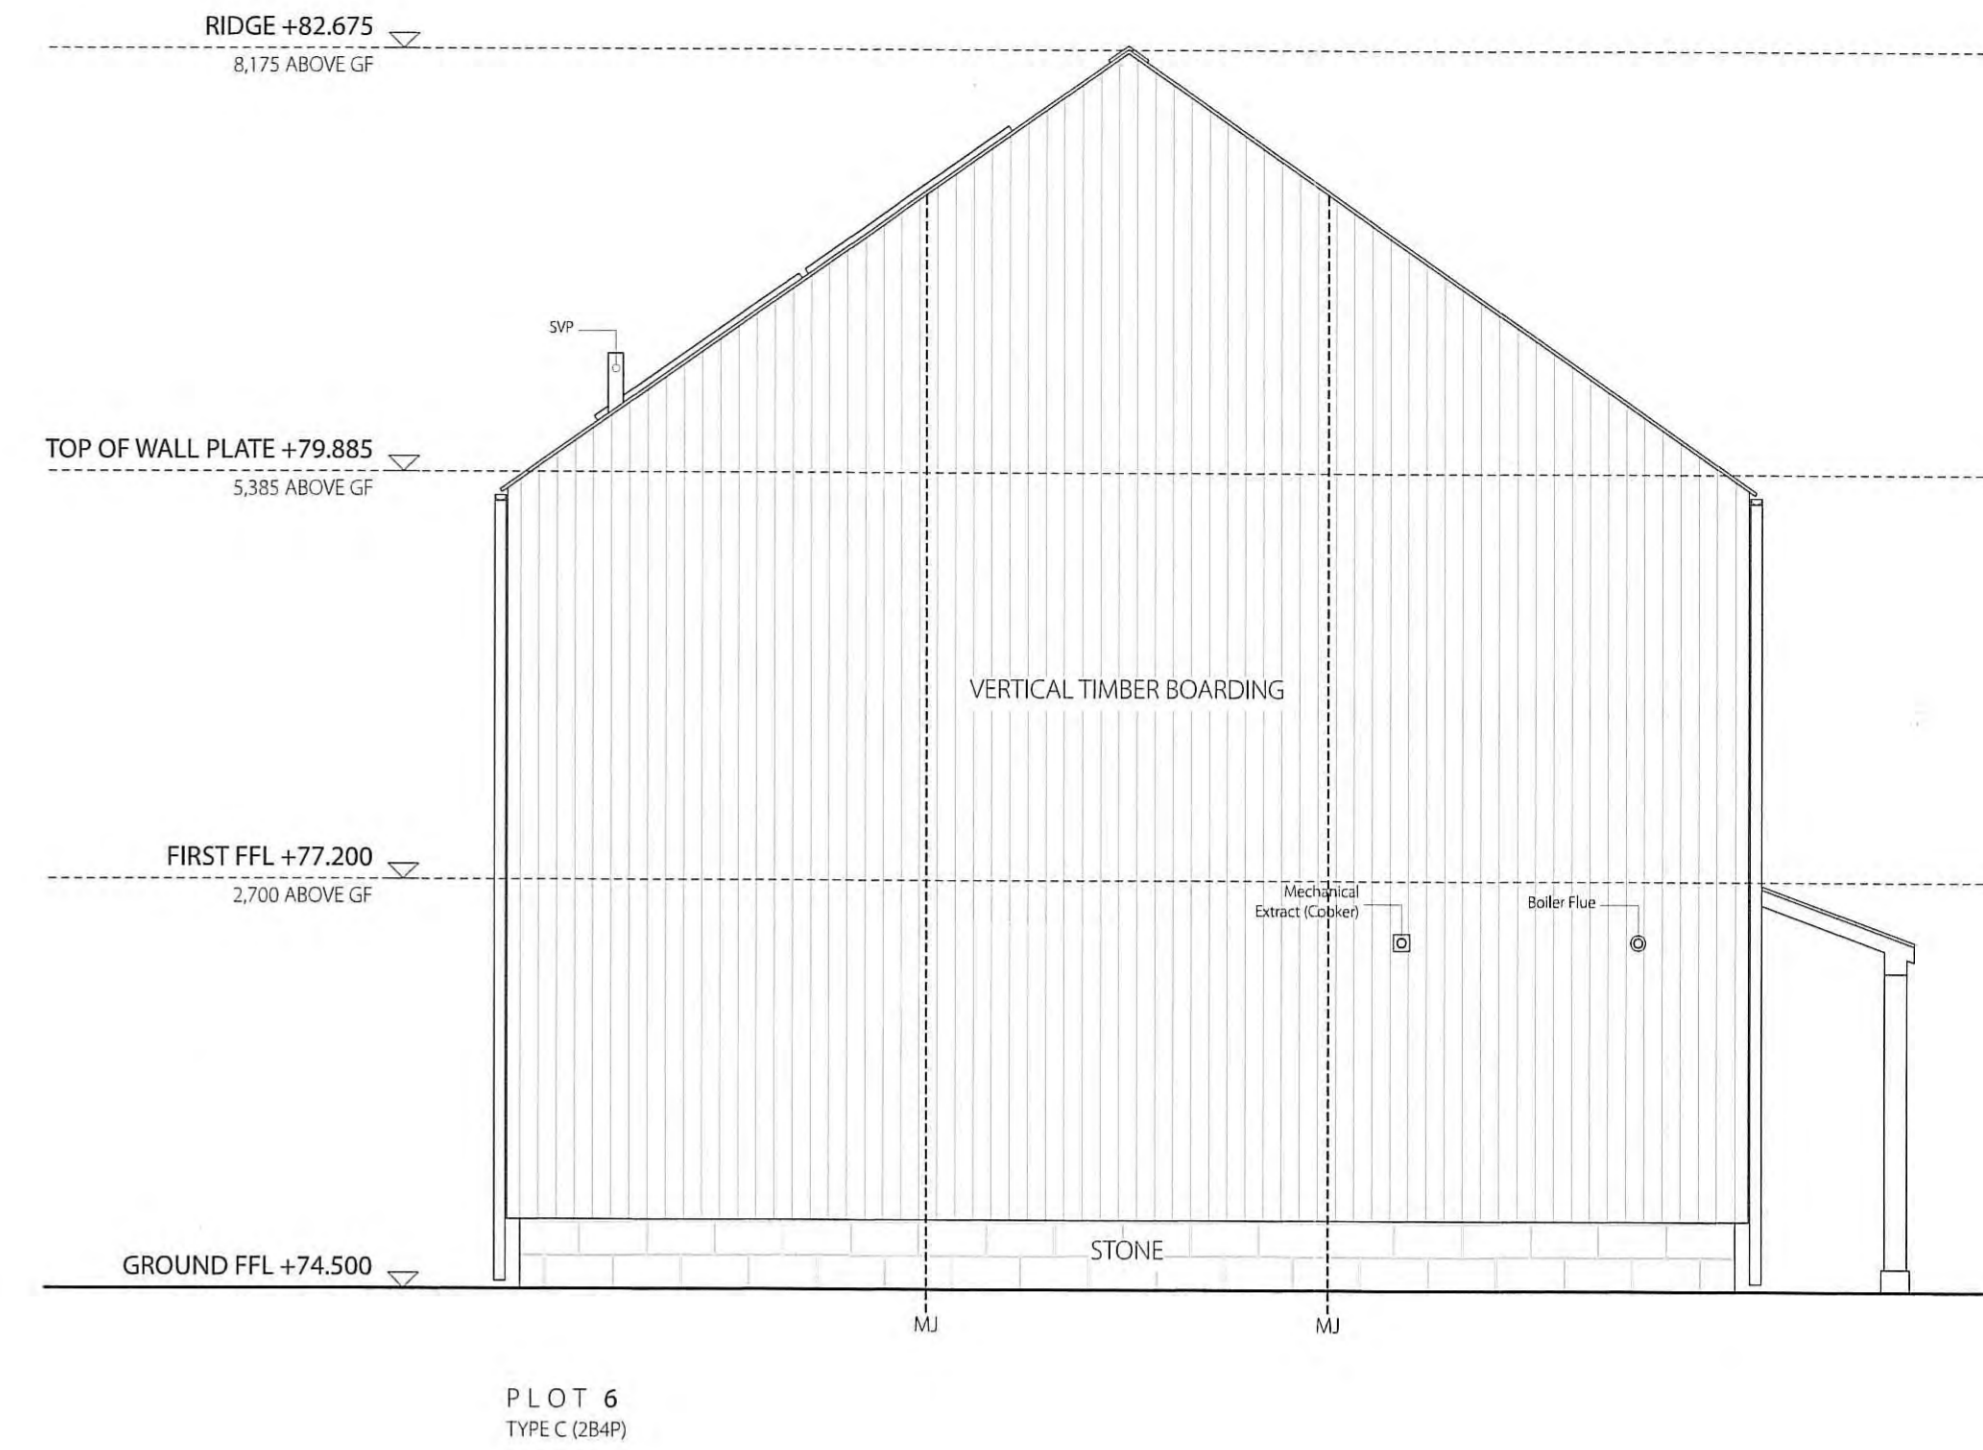 RIDGE +82.675
8,175 ABOVE GF
SVP
TOP OF WALL PLATE +79.885
5,385 ABOVE GF
VERTICAL TIMBER BOARDING
FIRST FFL +77.200
2,700 ABOVE GF
Mechanical
Extract (Cooker)
Boiler Flue
STONE
GROUND FFL +74.500
MJ
MJ
PLOT 6
TYPE C (2B4P)